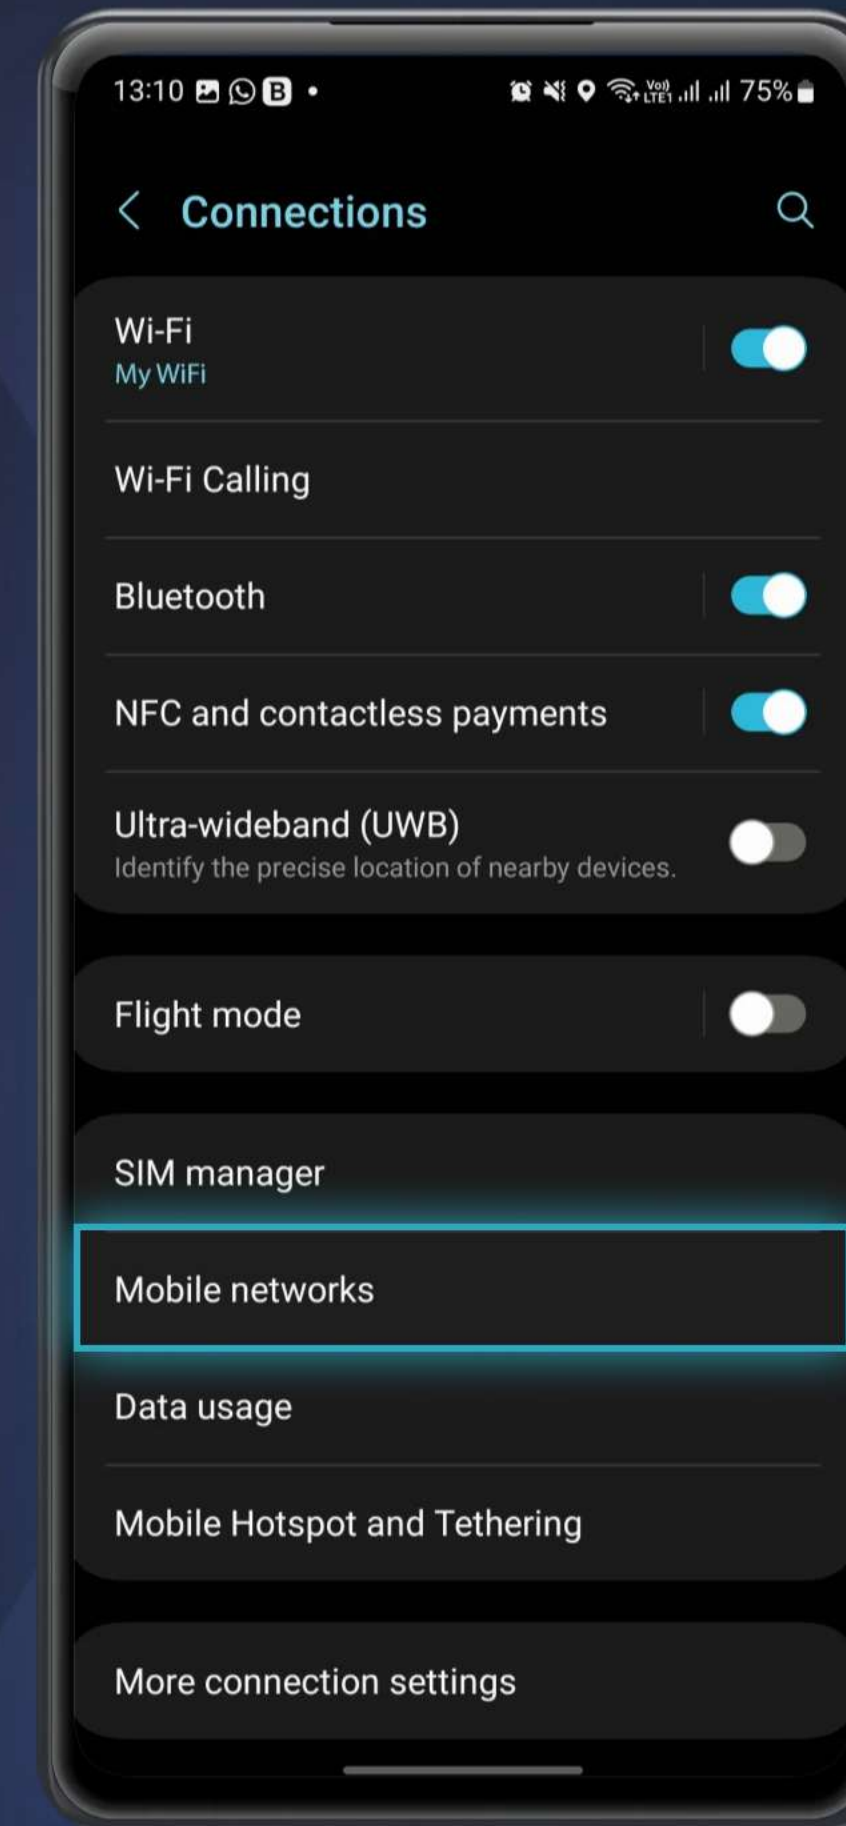 13:10 B
Vo)) LTE1 75%
Connections
Wi-Fi
My WiFi
Wi-Fi Calling
Bluetooth
NFC and contactless payments
Ultra-wideband (UWB)
Identify the precise location of nearby devices.
Flight mode
SIM manager
Mobile networks
Data usage
Mobile Hotspot and Tethering
More connection settings